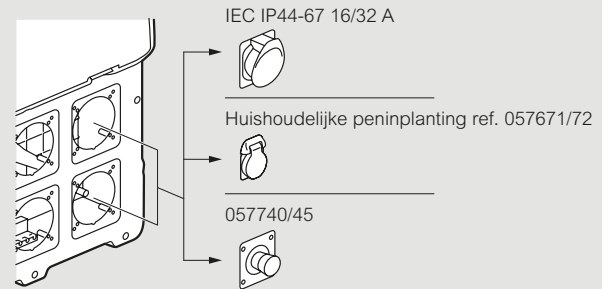 IEC IP44-67 16/32 A
Huishoudelijke peninplanting ref. 057671/72
057740/45